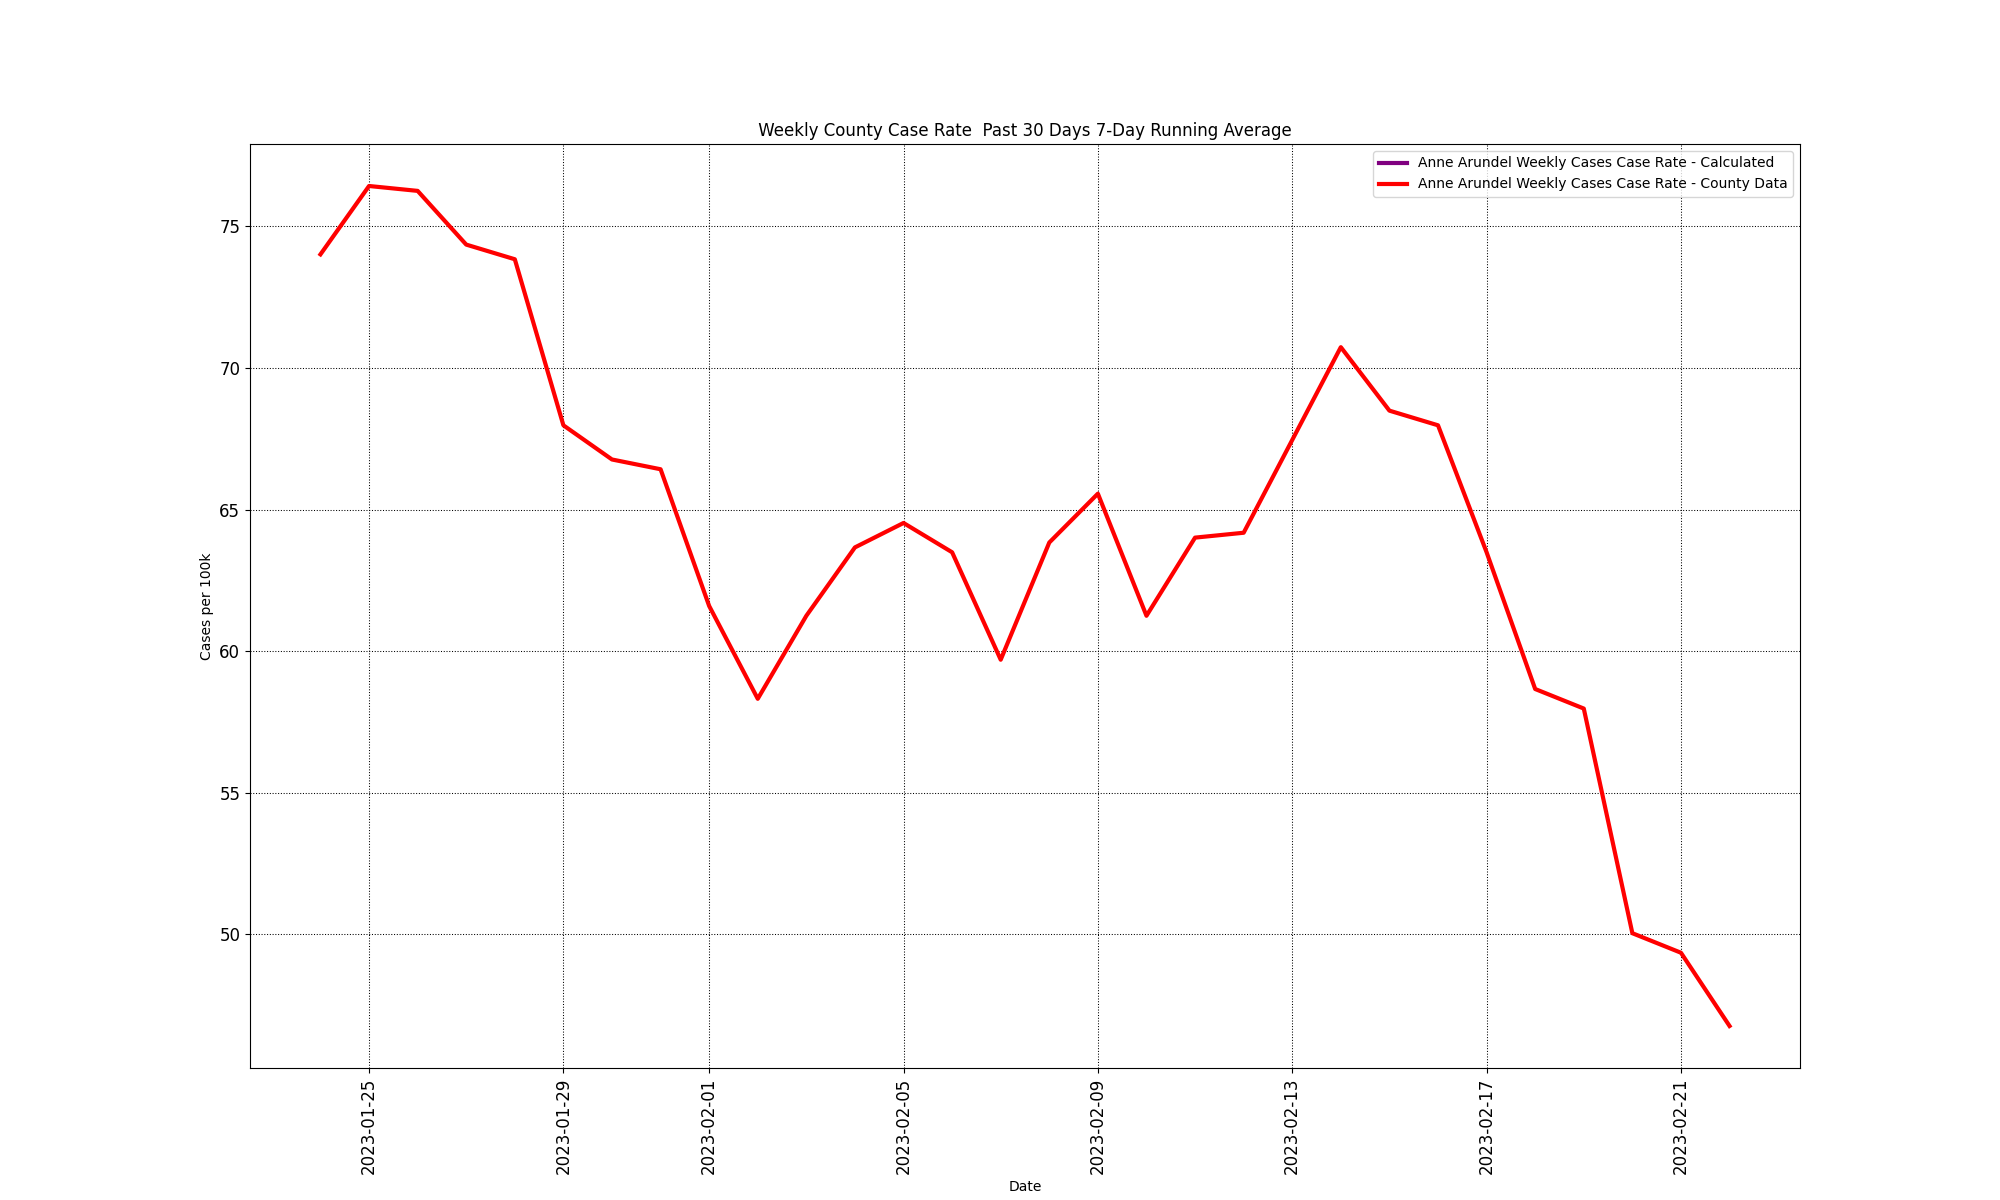 Weekly County Case Rate  Past 30 Days 7-Day Running Average
Anne Arundel Weekly Cases Case Rate - Calculated
Anne Arundel Weekly Cases Case Rate - County Data
75
70
65
60
55
50
Cases per 100k
2023-01-25
2023-01-29
2023-02-01
2023-02-05
2023-02-09
2023-02-13
2023-02-17
2023-02-21
Date